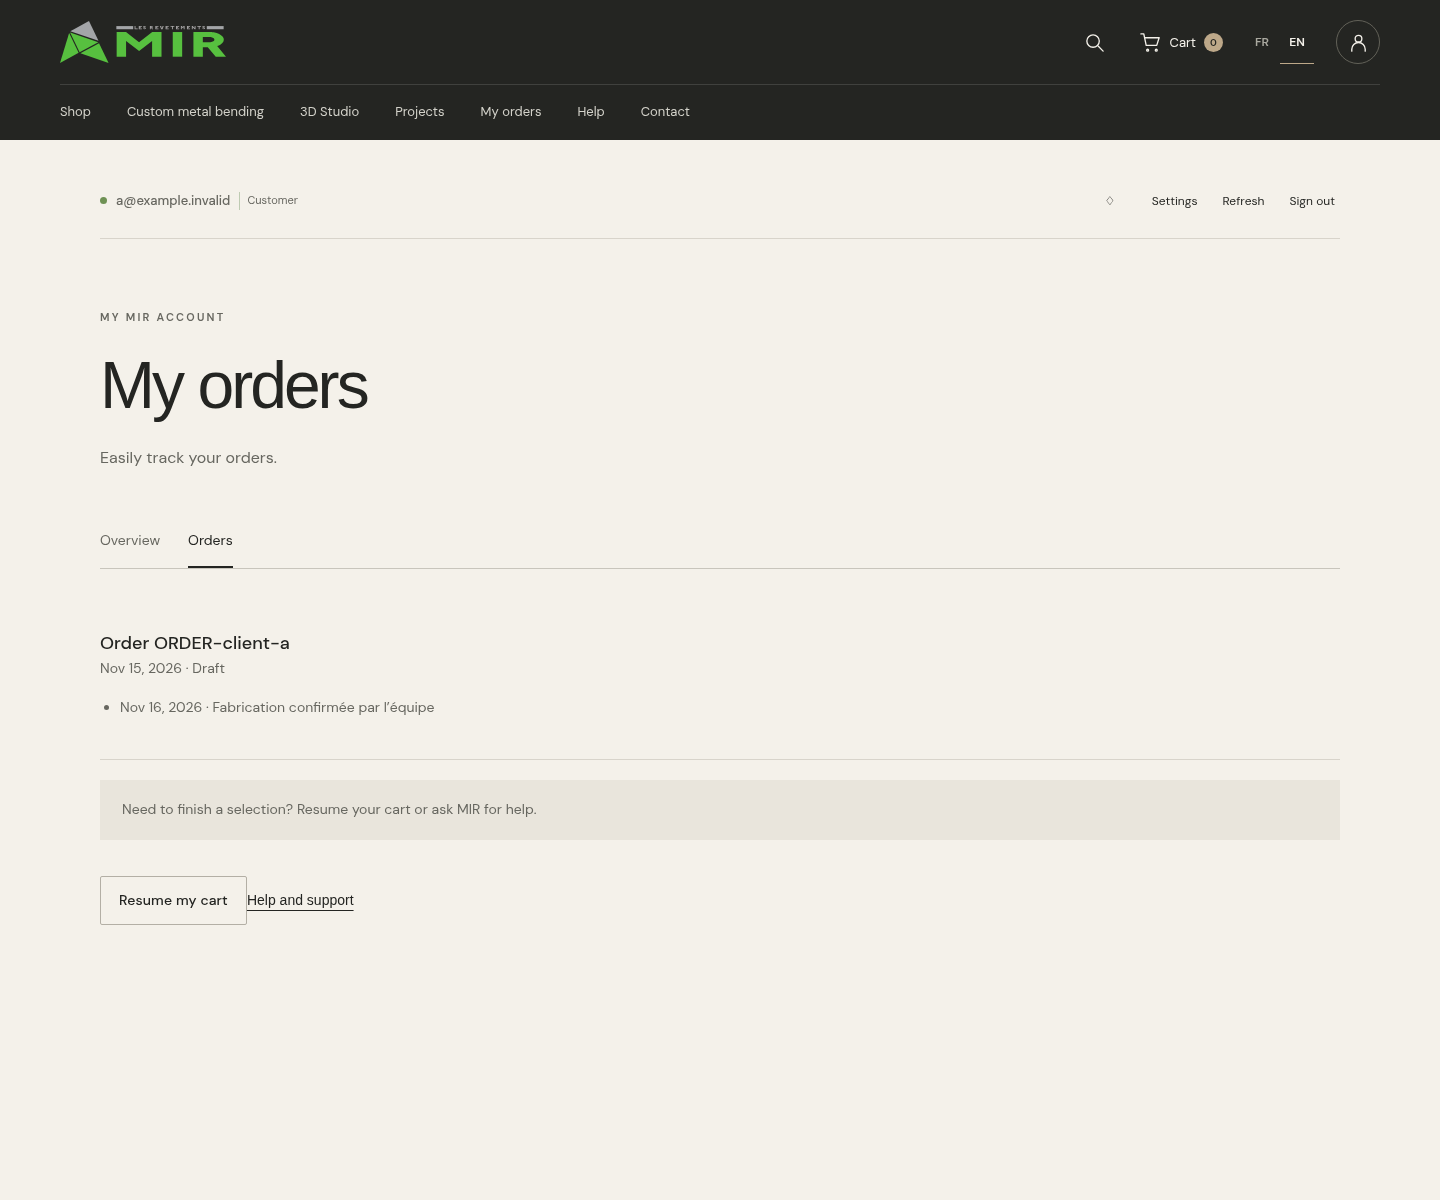 LES REVETEMENTS
MIR
Cart 0
FR EN
Shop Custom metal bending 3D Studio Projects My orders Help Contact
a@example.invalid Customer
Settings Refresh Sign out
MY MIR ACCOUNT
My orders
Easily track your orders.
Overview Orders
Order ORDER-client-a
Nov 15, 2026 · Draft
Nov 16, 2026 · Fabrication confirmée par l’équipe
Need to finish a selection? Resume your cart or ask MIR for help.
Resume my cart Help and support